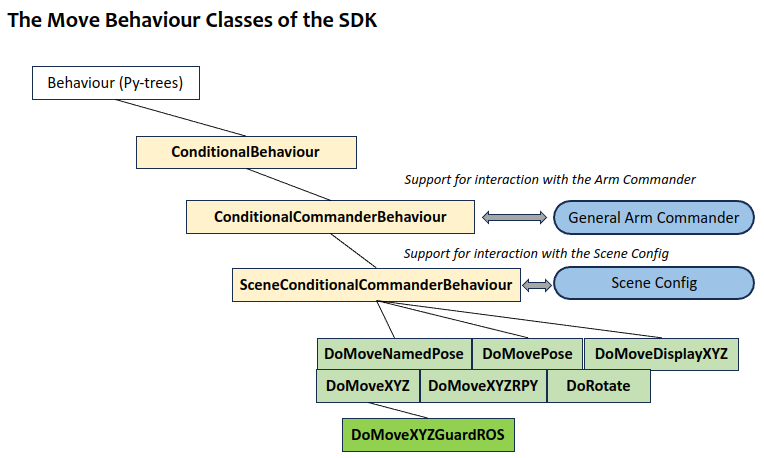 The Move Behaviour Classes of the SDK
Behaviour (Py-trees)
ConditionalBehaviour
Support for interaction with the Arm Commander
ConditionalCommanderBehaviour
General Arm Commander
Support for interaction with the Scene Config
SceneConditionalCommanderBehaviour
Scene Config
DoMoveNamedPose
DoMovePose
DoMoveDisplayXYZ
DoMoveXYZ
DoMoveXYZRPY
DoRotate
DoMoveXYZGuardROS